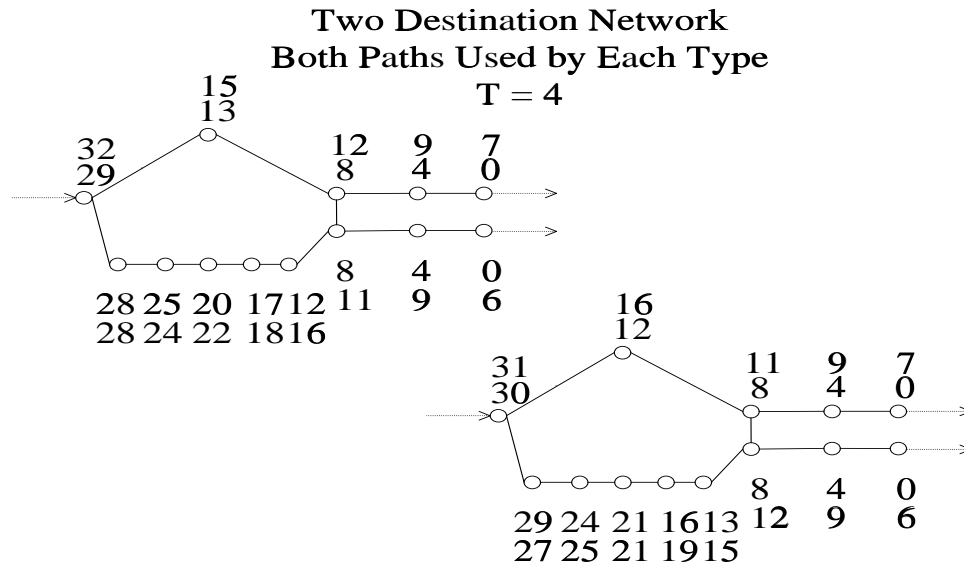 Two Destination Network
Both Paths Used by Each Type
T = 4
15
13
32
29
12 9 7
8 4 0
8 4 0
11 9 6
28 25 20 17 12
28 24 22 18 16
16
12
31
30
11 9 7
8 4 0
8 4 0
12 9 6
29 24 21 16 13
27 25 21 19 15